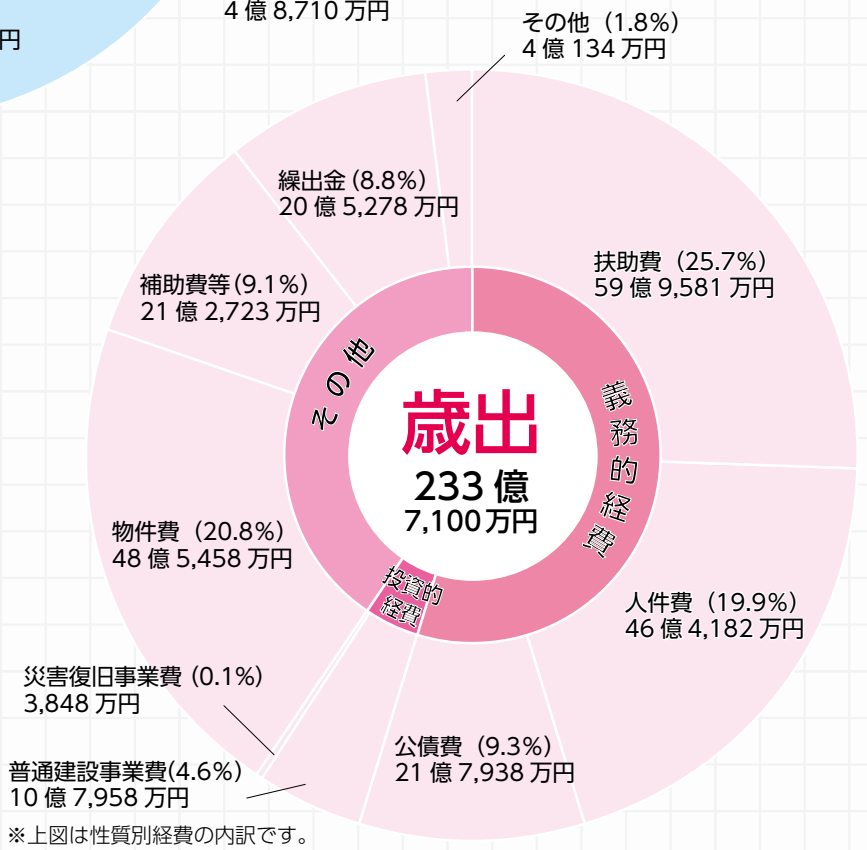 円
4 億 8,710 万円
その他（1.8%）
4 億 134 万円
繰出金（8.8%）
20 億 5,278 万円
扶助費（25.7%）
59 億 9,581 万円
補助費等（9.1%）
21 億 2,723 万円
その他
義務的経費
歳出
233 億
7,100 万円
物件費（20.8%）
48 億 5,458 万円
投資的
経費
人件費（19.9%）
46 億 4,182 万円
災害復旧事業費（0.1%）
3,848 万円
公債費（9.3%）
21 億 7,938 万円
普通建設事業費(4.6%)
10 億 7,958 万円
※上図は性質別経費の内訳です。